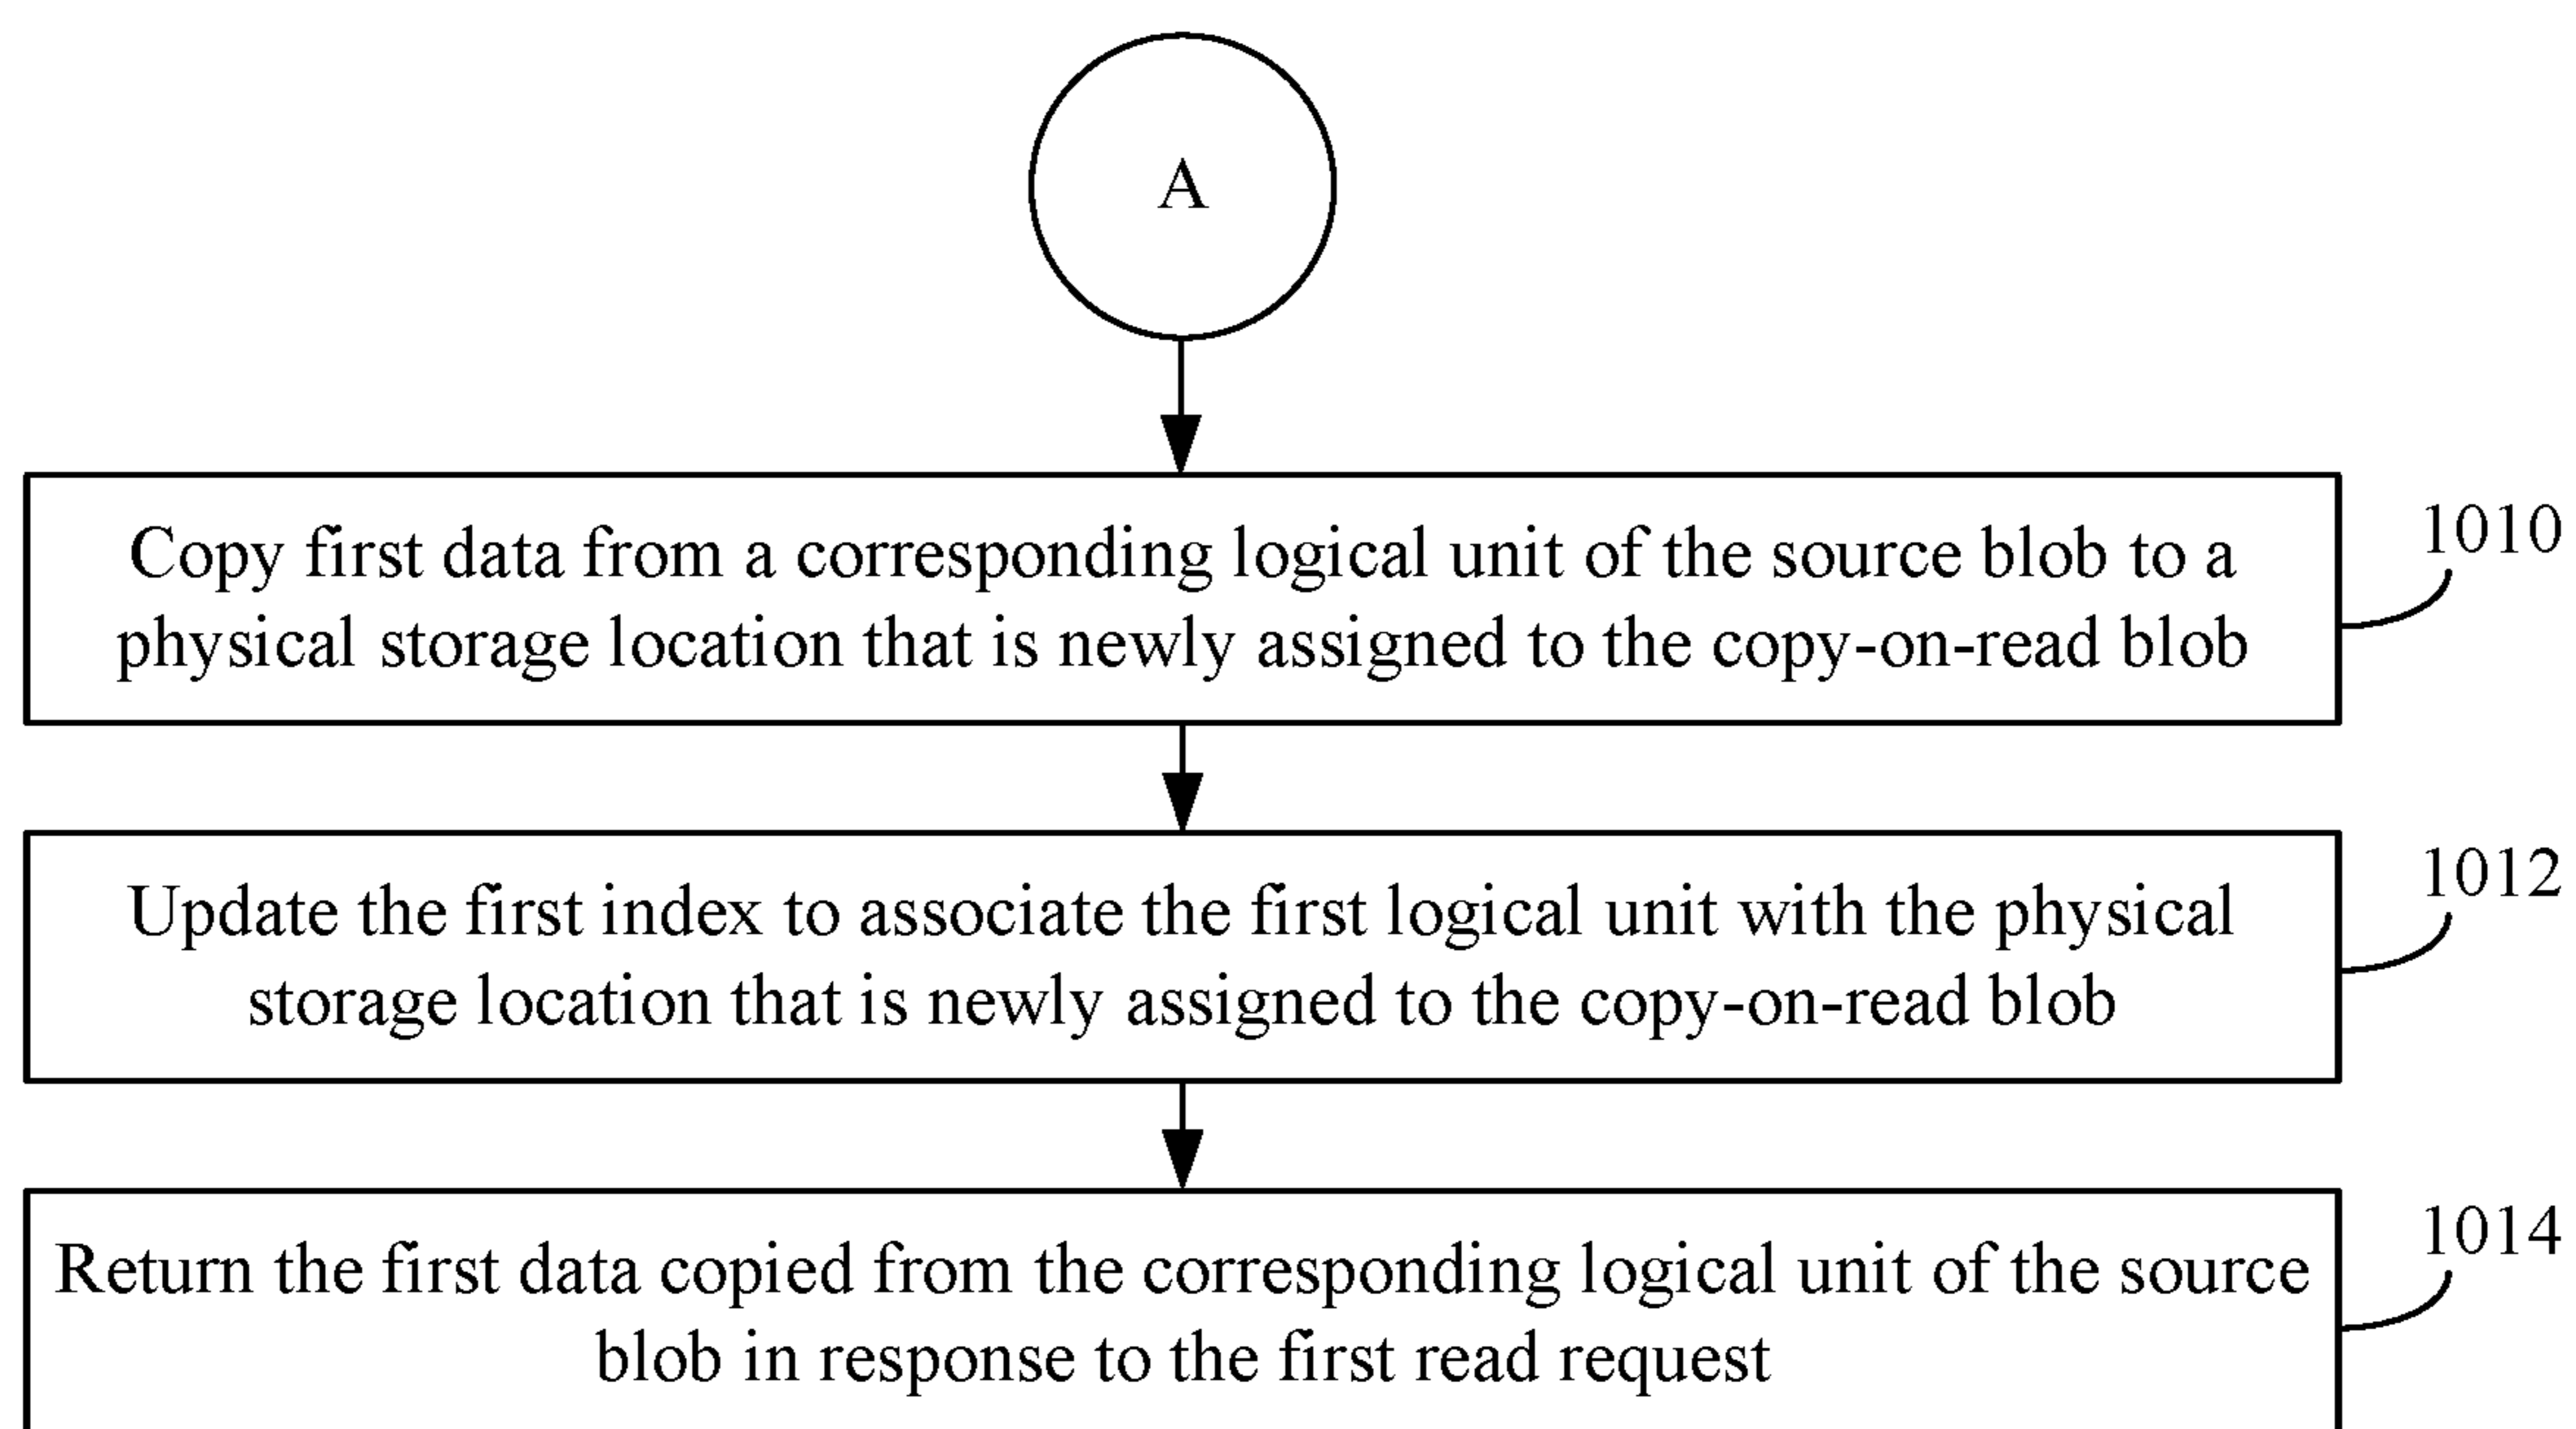 A
Copy first data from a corresponding logical unit of the source blob to a
physical storage location that is newly assigned to the copy-on-read blob
1010
Update the first index to associate the first logical unit with the physical
storage location that is newly assigned to the copy-on-read blob
1012
Return the first data copied from the corresponding logical unit of the source
blob in response to the first read request
1014